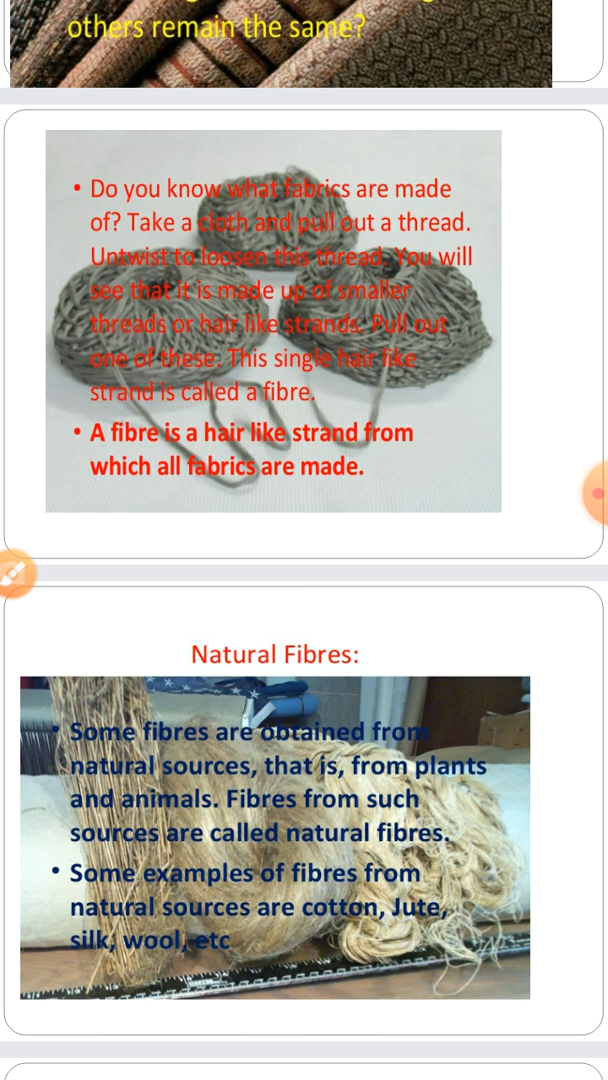 others remain the same?
• Do you know what fabrics are made
of? Take a cloth and pull out a thread.
Untwist to loosen this thread. You will
see that it is made up of smaller
threads or hair like strands. Pull out
one of these. This single hair like
strand is called a fibre.
• A fibre is a hair like strand from
which all fabrics are made.
Natural Fibres:
• Some fibres are obtained from
natural sources, that is, from plants
and animals. Fibres from such
sources are called natural fibres.
• Some examples of fibres from
natural sources are cotton, Jute,
silk, wool, etc